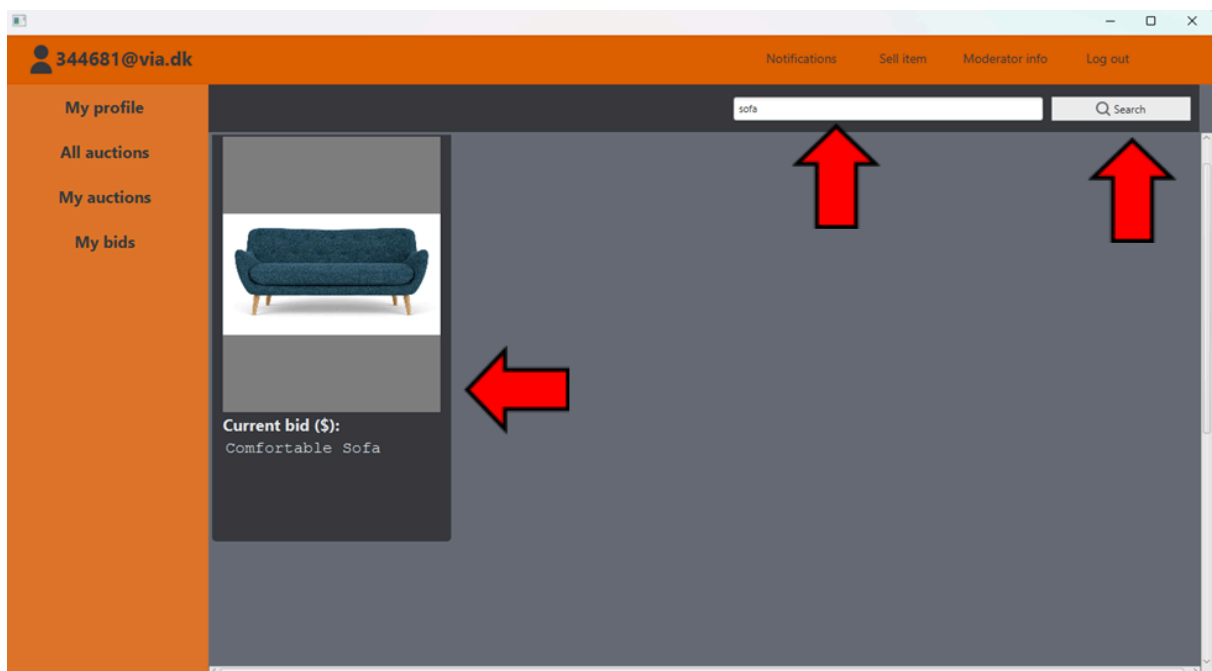 344681@via.dk
Notifications Sell item Moderator info Log out
My profile
sofa Search
All auctions
My auctions
My bids
Current bid ($):
Comfortable Sofa